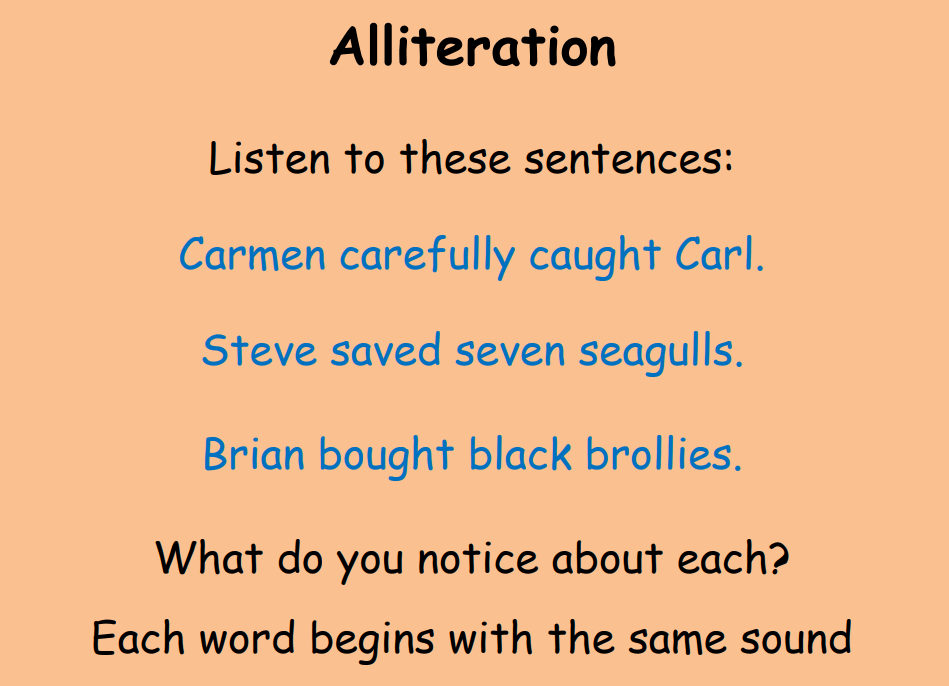 Alliteration
Listen to these sentences:
Carmen carefully caught Carl.
Steve saved seven seagulls.
Brian bought black brollies.
What do you notice about each?
Each word begins with the same sound